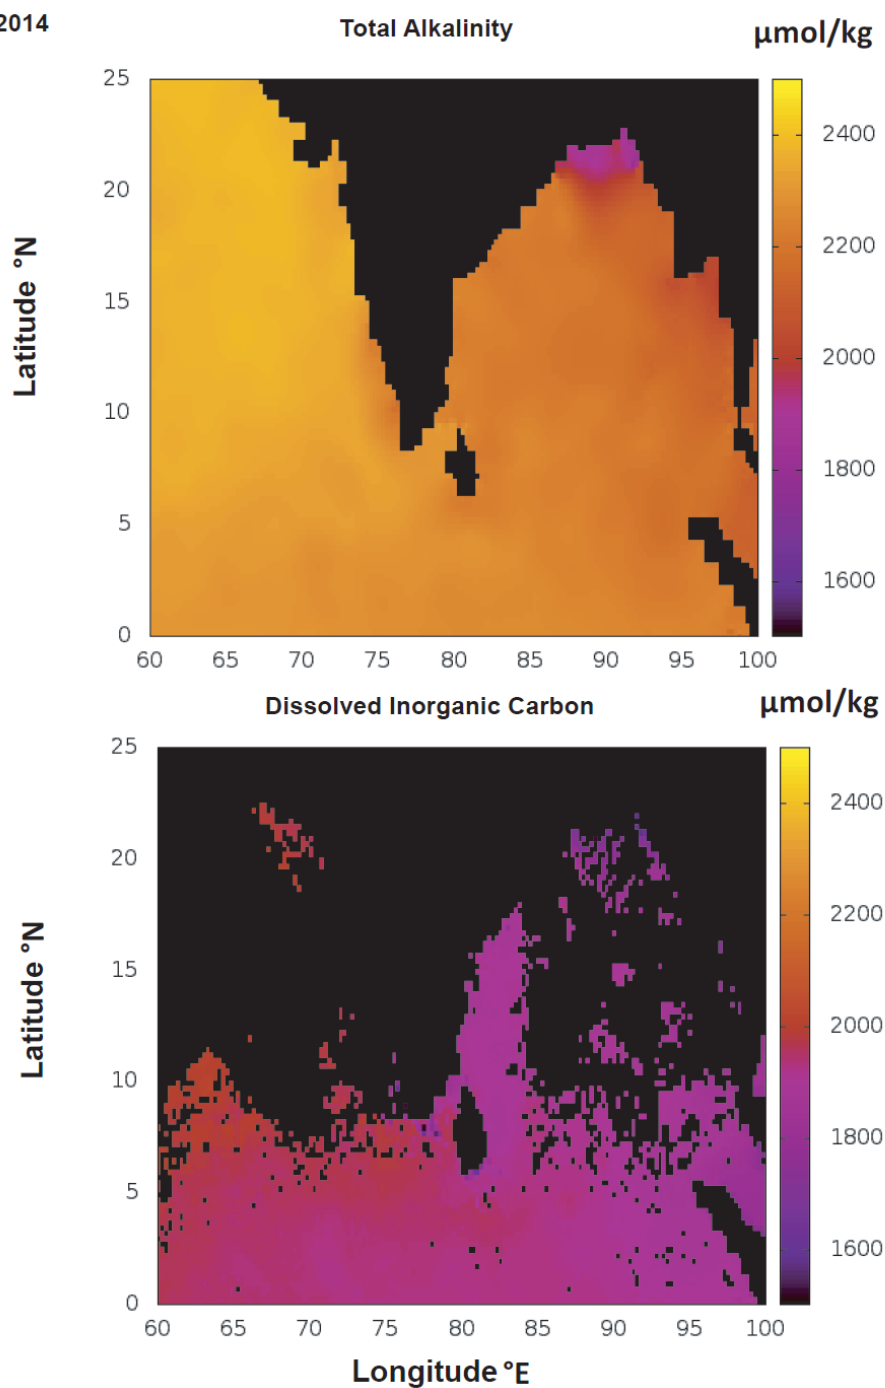 2014
Total Alkalinity
μmol/kg
25
20
15
10
5
0
Latitude °N
60 65 70 75 80 85 90 95 100
2400
2200
2000
1800
1600
Dissolved Inorganic Carbon
μmol/kg
25
20
15
10
5
0
Latitude °N
60 65 70 75 80 85 90 95 100
2400
2200
2000
1800
1600
Longitude °E